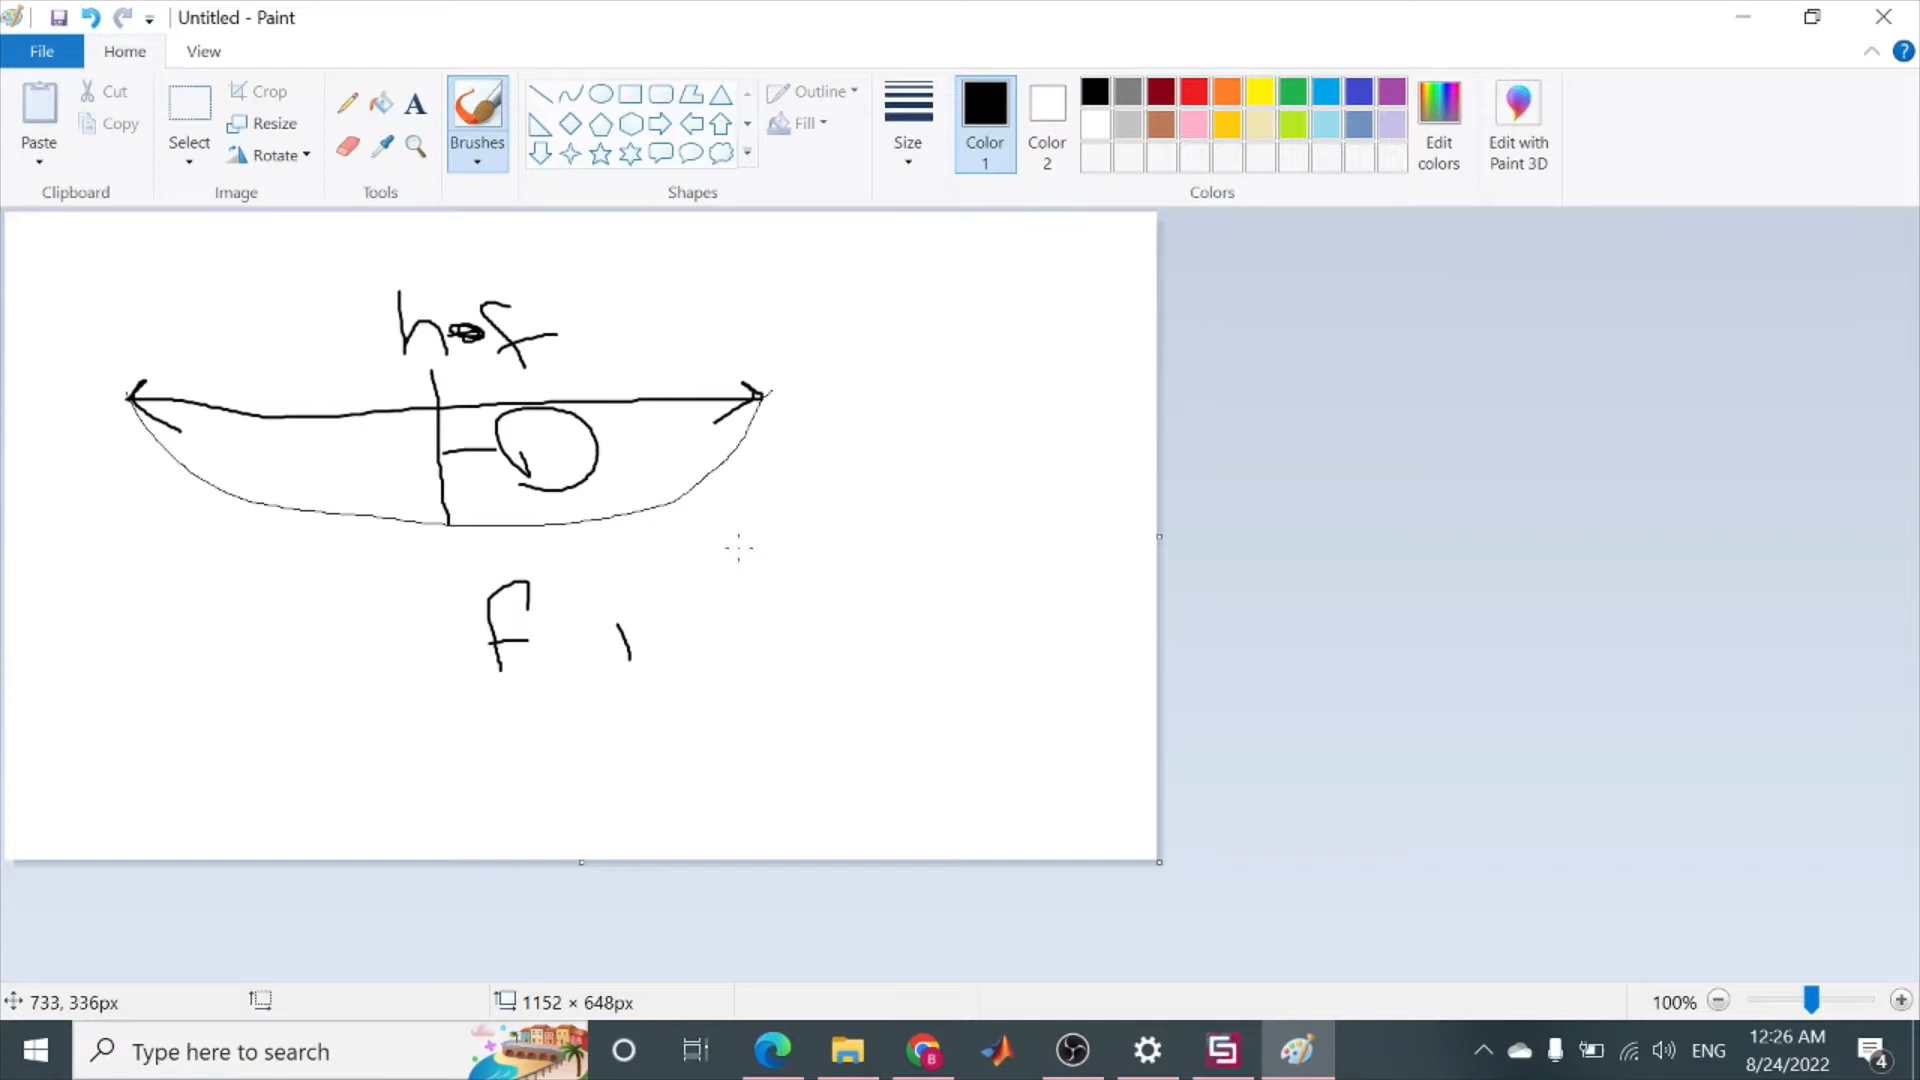 Untitled - Paint
File Home View
Paste Cut Copy Select Crop Resize Rotate Brushes Outline Fill Size Color 1 Color 2 Edit colors Edit with Paint 3D
Clipboard Image Tools Shapes Colors
F
733, 336px 1152 × 648px 100%
Type here to search ENG 12:26 AM 8/24/2022 4